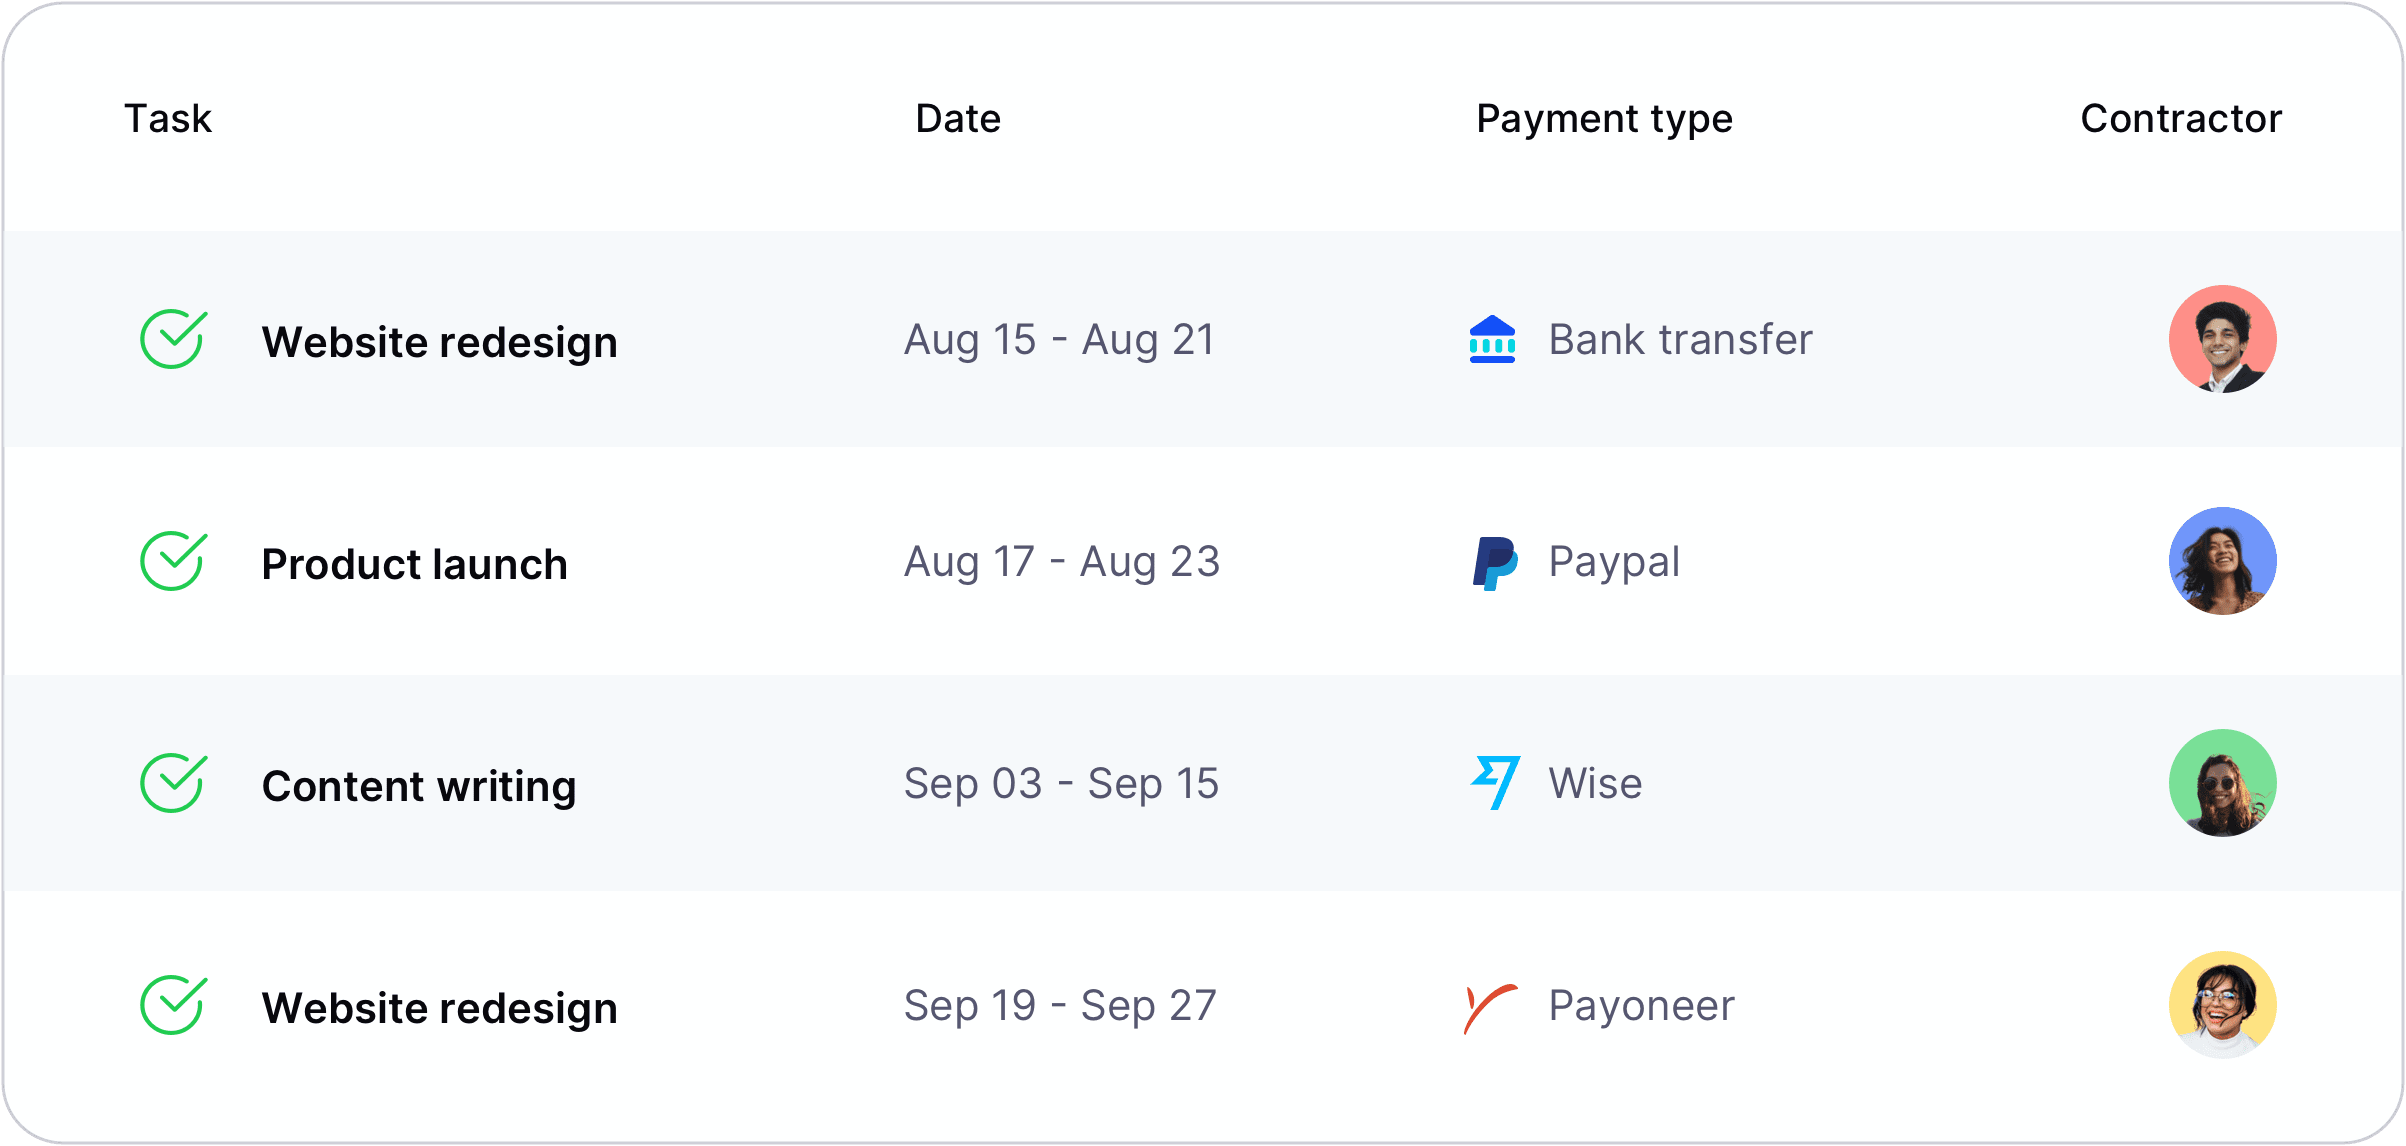 Task Date Payment type Contractor
Website redesign Aug 15 - Aug 21 Bank transfer
Product launch Aug 17 - Aug 23 Paypal
Content writing Sep 03 - Sep 15 Wise
Website redesign Sep 19 - Sep 27 Payoneer